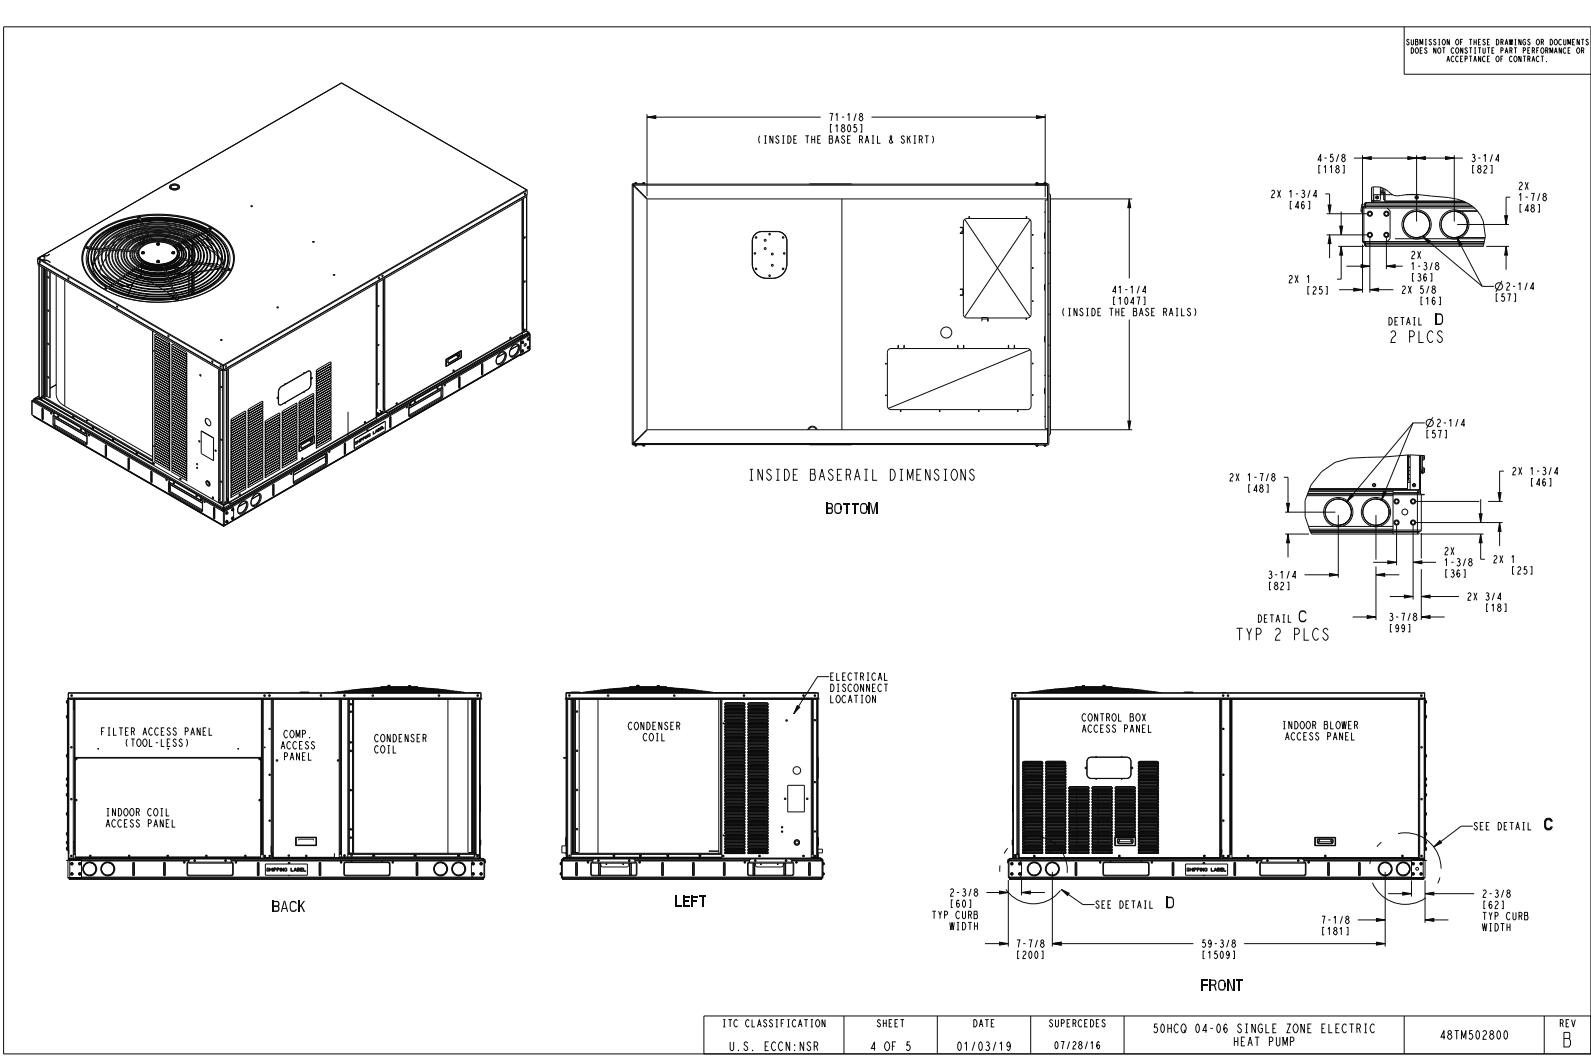 SUBMISSION OF THESE DRAWINGS OR DOCUMENTS
DOES NOT CONSTITUTE PART PERFORMANCE OR
ACCEPTANCE OF CONTRACT.
71-1/8
[1805]
(INSIDE THE BASE RAIL & SKIRT)
41-1/4
[1047]
(INSIDE THE BASE RAILS)
INSIDE BASERAIL DIMENSIONS
BOTTOM
SHIPPING LABEL
4-5/8
[118]
3-1/4
[82]
2X 1-3/4
[46]
2X
1-7/8
[48]
2X
1-3/8
[36]
2X 1
[25]
2X 5/8
[16]
Ø2-1/4
[57]
DETAIL D
2 PLCS
Ø2-1/4
[57]
2X 1-7/8
[48]
2X 1-3/4
[46]
2X
1-3/8
[36]
2X 1
[25]
3-1/4
[82]
2X 3/4
[18]
3-7/8
[99]
DETAIL C
TYP 2 PLCS
FILTER ACCESS PANEL
(TOOL-LESS)
COMP.
ACCESS
PANEL
CONDENSER
COIL
INDOOR COIL
ACCESS PANEL
SHIPPING LABEL
BACK
ELECTRICAL
DISCONNECT
LOCATION
CONDENSER
COIL
LEFT
CONTROL BOX
ACCESS PANEL
INDOOR BLOWER
ACCESS PANEL
SHIPPING LABEL
SEE DETAIL C
SEE DETAIL D
2-3/8
[60]
TYP CURB
WIDTH
2-3/8
[62]
TYP CURB
WIDTH
7-1/8
[181]
7-7/8
[200]
59-3/8
[1509]
FRONT
ITC CLASSIFICATION
U.S. ECCN:NSR
SHEET
4 OF 5
DATE
01/03/19
SUPERCEDES
07/28/16
50HCQ 04-06 SINGLE ZONE ELECTRIC
HEAT PUMP
48TM502800
REV
B